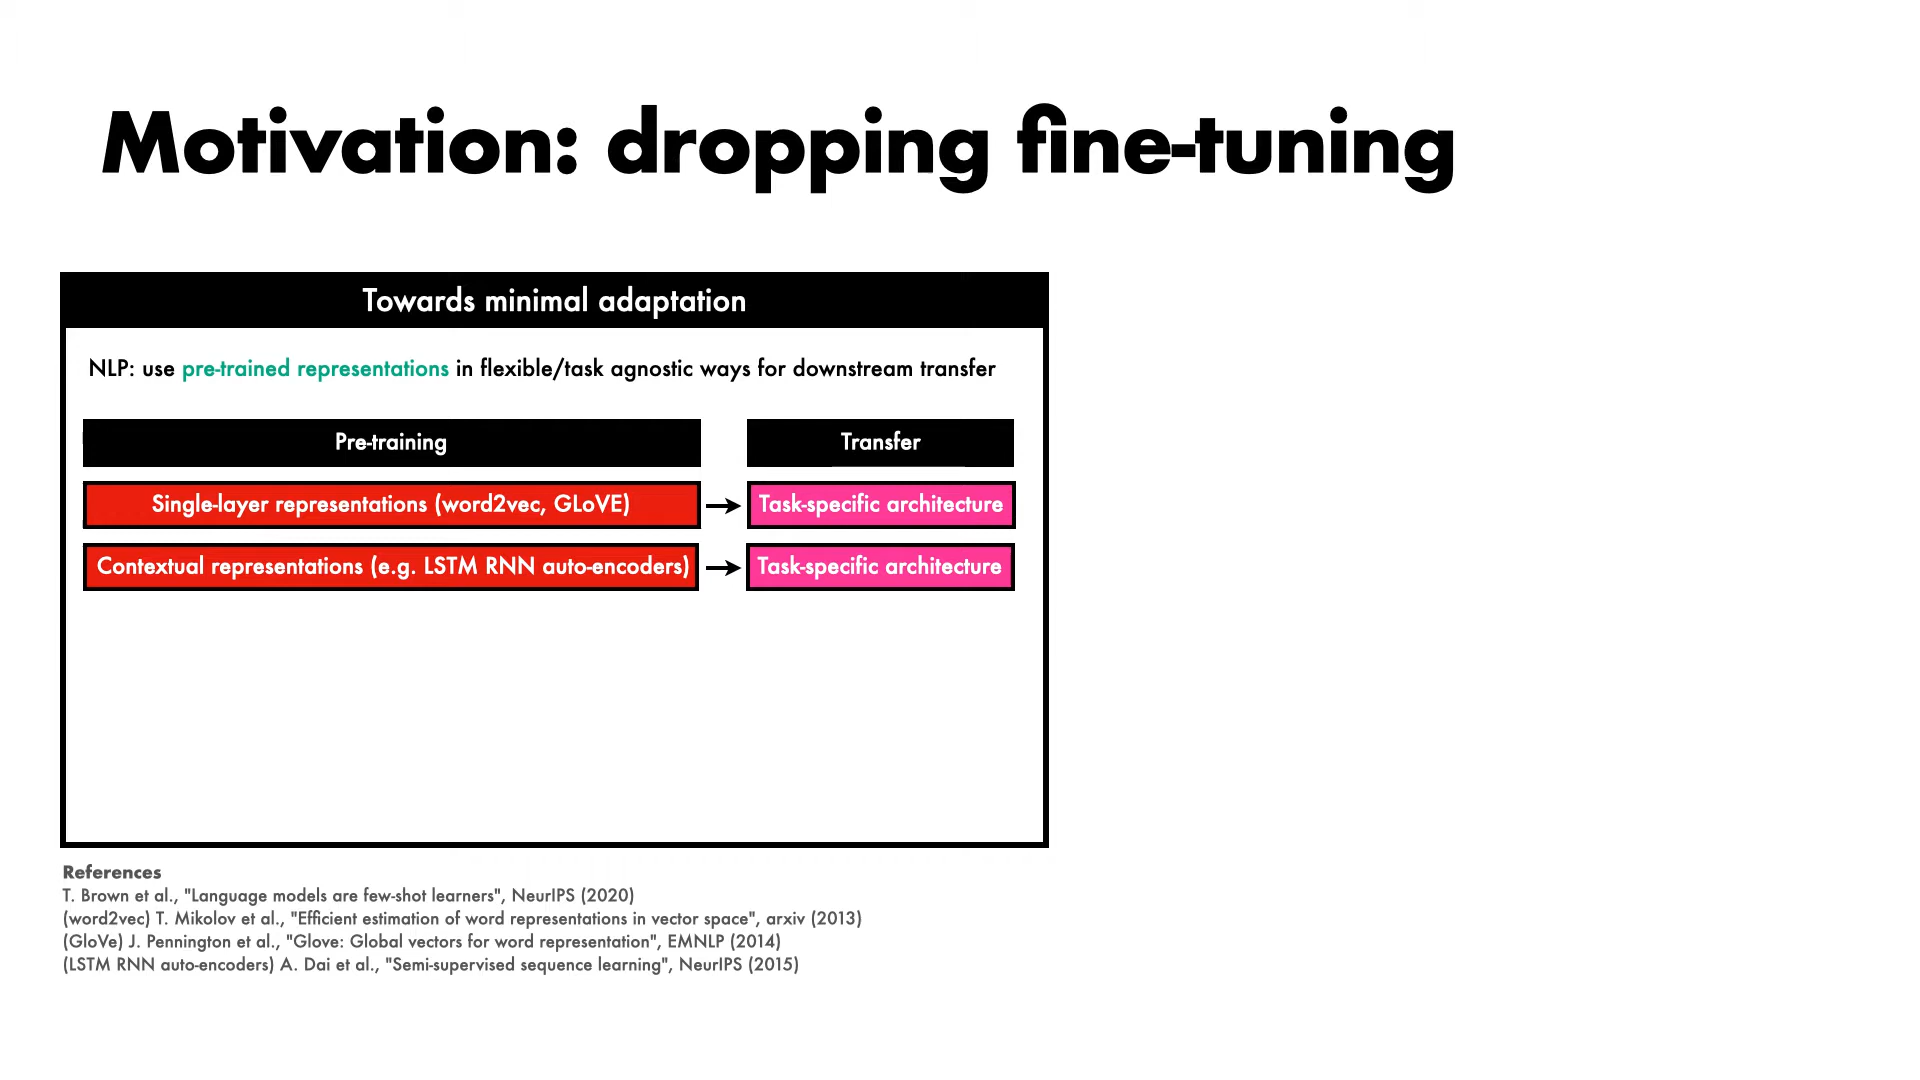 Motivation: dropping fine-tuning
Towards minimal adaptation
NLP: use pre-trained representations in flexible/task agnostic ways for downstream transfer
Pre-training
Transfer
Single-layer representations (word2vec, GLoVE)
Task-specific architecture
Contextual representations (e.g. LSTM RNN auto-encoders)
Task-specific architecture
References
T. Brown et al., "Language models are few-shot learners", NeurIPS (2020)
(word2vec) T. Mikolov et al., "Efficient estimation of word representations in vector space", arxiv (2013)
(GloVe) J. Pennington et al., "Glove: Global vectors for word representation", EMNLP (2014)
(LSTM RNN auto-encoders) A. Dai et al., "Semi-supervised sequence learning", NeurIPS (2015)